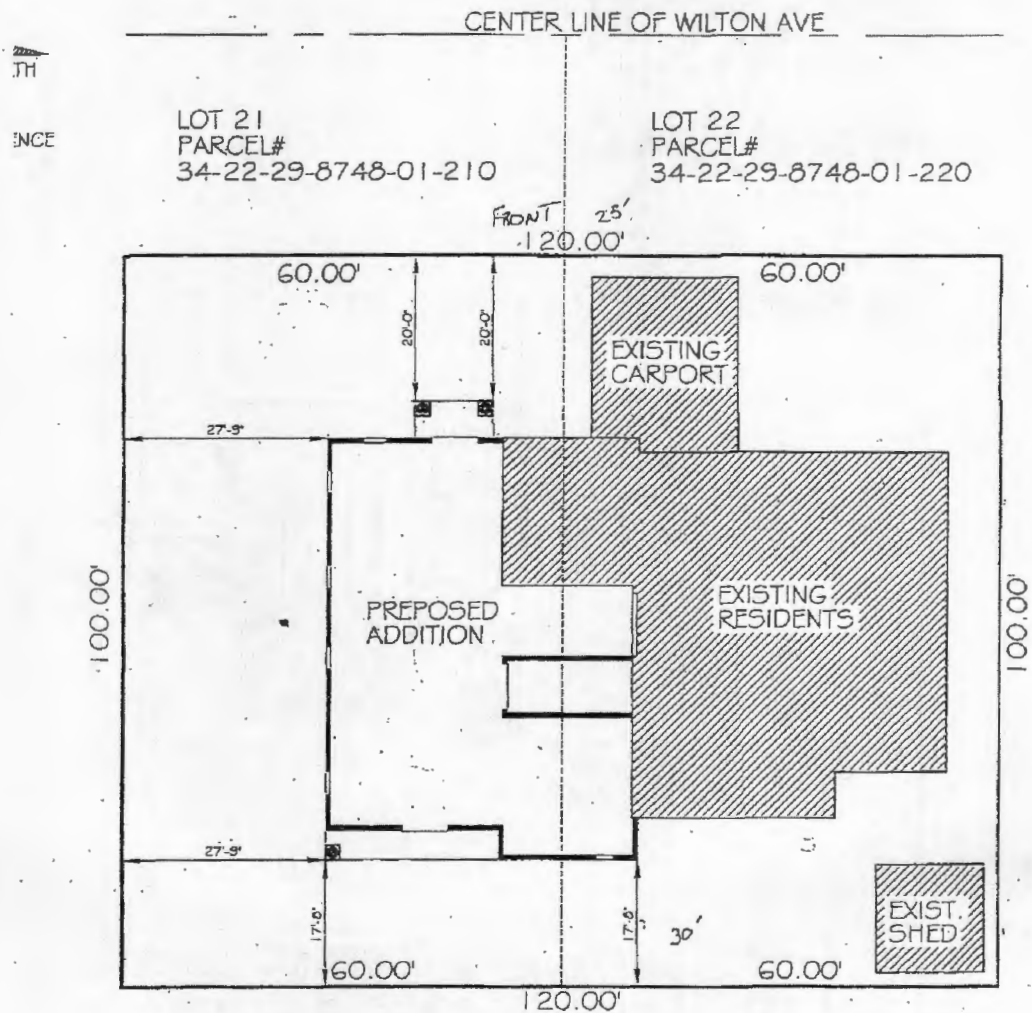 CENTER LINE OF WILTON AVE
TH
ENCE
LOT 21
PARCEL#
34-22-29-8748-01-210
LOT 22
PARCEL#
34-22-29-8748-01-220
FRONT 25'
120.00'
60.00'
60.00'
20'-0"
20'-0"
EXISTING
CARPORT
27'-9"
100.00'
PREPOSED
ADDITION
EXISTING
RESIDENTS
100.00'
27'-9"
17'-8"
17'-8"
30'
EXIST.
SHED
60.00'
60.00'
120.00'